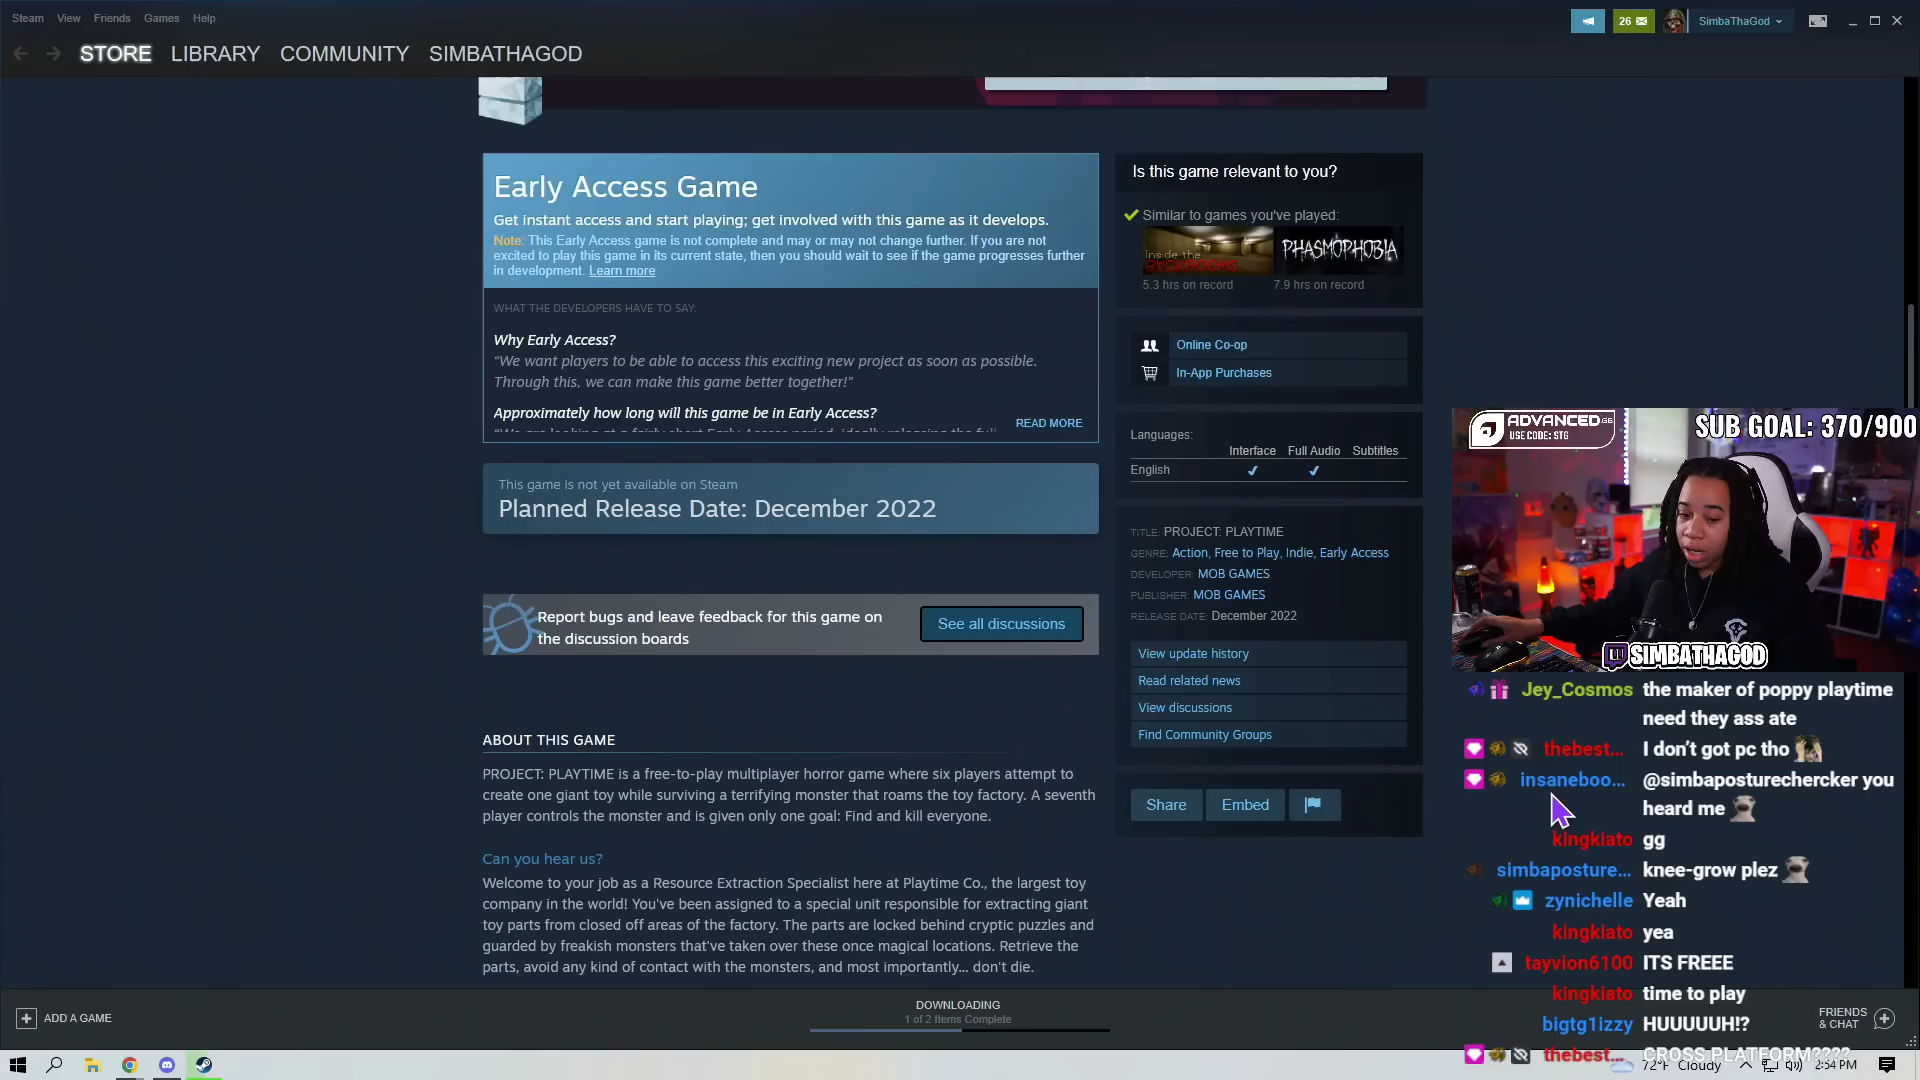 Steam View Friends Games Help
26 SimbaThaGod
STORE LIBRARY COMMUNITY SIMBATHAGOD
Early Access Game
Get instant access and start playing; get involved with this game as it develops.
Note: This Early Access game is not complete and may or may not change further. If you are not
excited to play this game in its current state, then you should wait to see if the game progresses further
in development. Learn more
WHAT THE DEVELOPERS HAVE TO SAY:
Why Early Access?
“We want players to be able to access this exciting new project as soon as possible.
Through this, we can make this game better together!”
Approximately how long will this game be in Early Access?
READ MORE
This game is not yet available on Steam
Planned Release Date: December 2022
Report bugs and leave feedback for this game on
the discussion boards
See all discussions
ABOUT THIS GAME
PROJECT: PLAYTIME is a free-to-play multiplayer horror game where six players attempt to
create one giant toy while surviving a terrifying monster that roams the toy factory. A seventh
player controls the monster and is given only one goal: Find and kill everyone.
Can you hear us?
Welcome to your job as a Resource Extraction Specialist here at Playtime Co., the largest toy
company in the world! You've been assigned to a special unit responsible for extracting giant
toy parts from closed off areas of the factory. The parts are locked behind cryptic puzzles and
guarded by freakish monsters that've taken over these once magical locations. Retrieve the
parts, avoid any kind of contact with the monsters, and most importantly... don't die.
Is this game relevant to you?
Similar to games you've played:
Inside the
BACKROOMS
PHASMOPHOBIA
5.3 hrs on record 7.9 hrs on record
Online Co-op
In-App Purchases
Languages:
Interface Full Audio Subtitles
English ✔ ✔
TITLE: PROJECT: PLAYTIME
GENRE: Action, Free to Play, Indie, Early Access
DEVELOPER: MOB GAMES
PUBLISHER: MOB GAMES
RELEASE DATE: December 2022
View update history
Read related news
View discussions
Find Community Groups
Share Embed
ADVANCED.GG
USE CODE: STG
SUB GOAL: 370/900
SIMBATHAGOD
Jey_Cosmos the maker of poppy playtime
need they ass ate
thebest... I don't got pc tho
insaneboo... @simbaposturechercker you
heard me
kingkiato gg
simbaposture... knee-grow plez
zynichelle Yeah
kingkiato yea
tayvion6100 ITS FREEE
kingkiato time to play
bigtg1izzy HUUUUUH!?
thebest... CROSS PLATFORM????
ADD A GAME
DOWNLOADING
1 of 2 Items Complete
FRIENDS
& CHAT
72°F Cloudy 2:54 PM